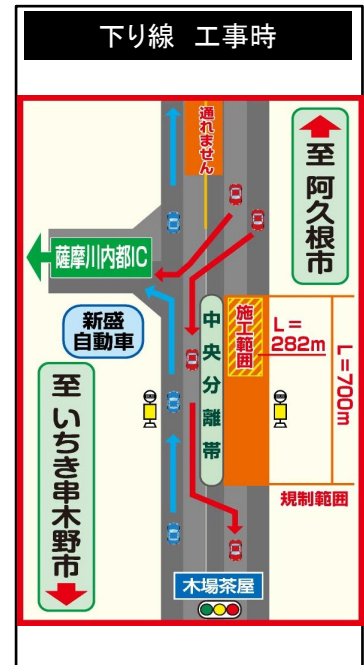 下り線 工事時
通れません
至 阿久根市
薩摩川内都IC
新盛
自動車
中央分離帯
施工範囲
L=
282m
L=700m
至 いちき串木野市
規制範囲
木場茶屋